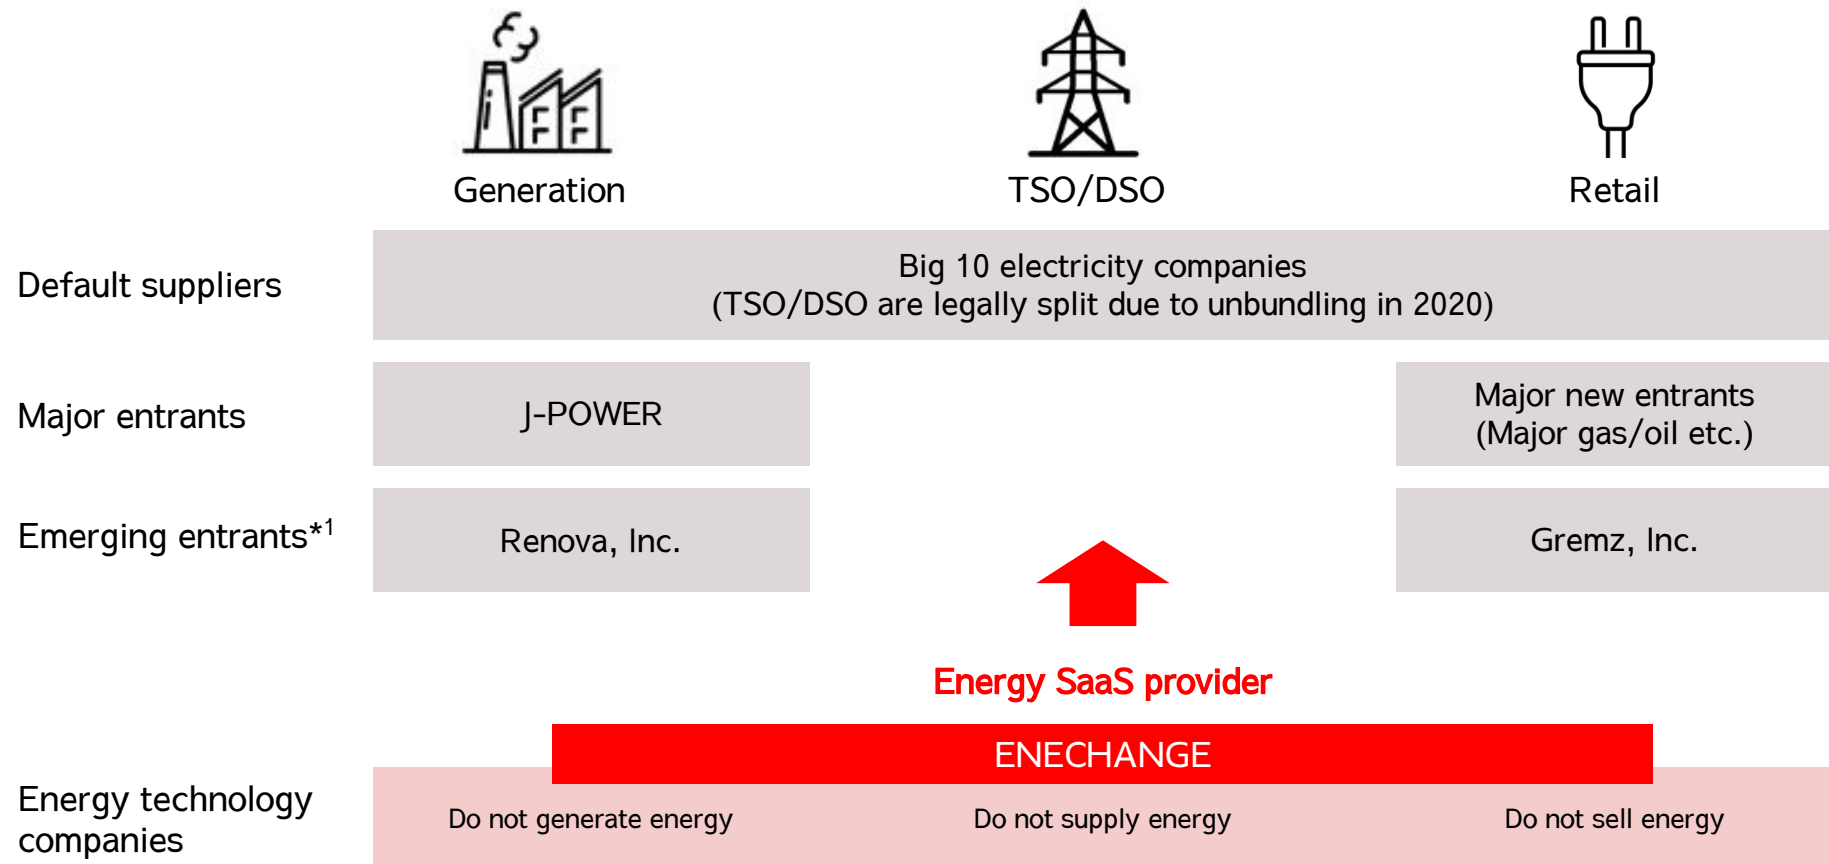 Generation
TSO/DSO
Retail
Default suppliers
Big 10 electricity companies
(TSO/DSO are legally split due to unbundling in 2020)
Major entrants
J-POWER
Major new entrants
(Major gas/oil etc.)
Emerging entrants*1
Renova, Inc.
Gremz, Inc.
Energy SaaS provider
ENECHANGE
Energy technology
companies
Do not generate energy
Do not supply energy
Do not sell energy